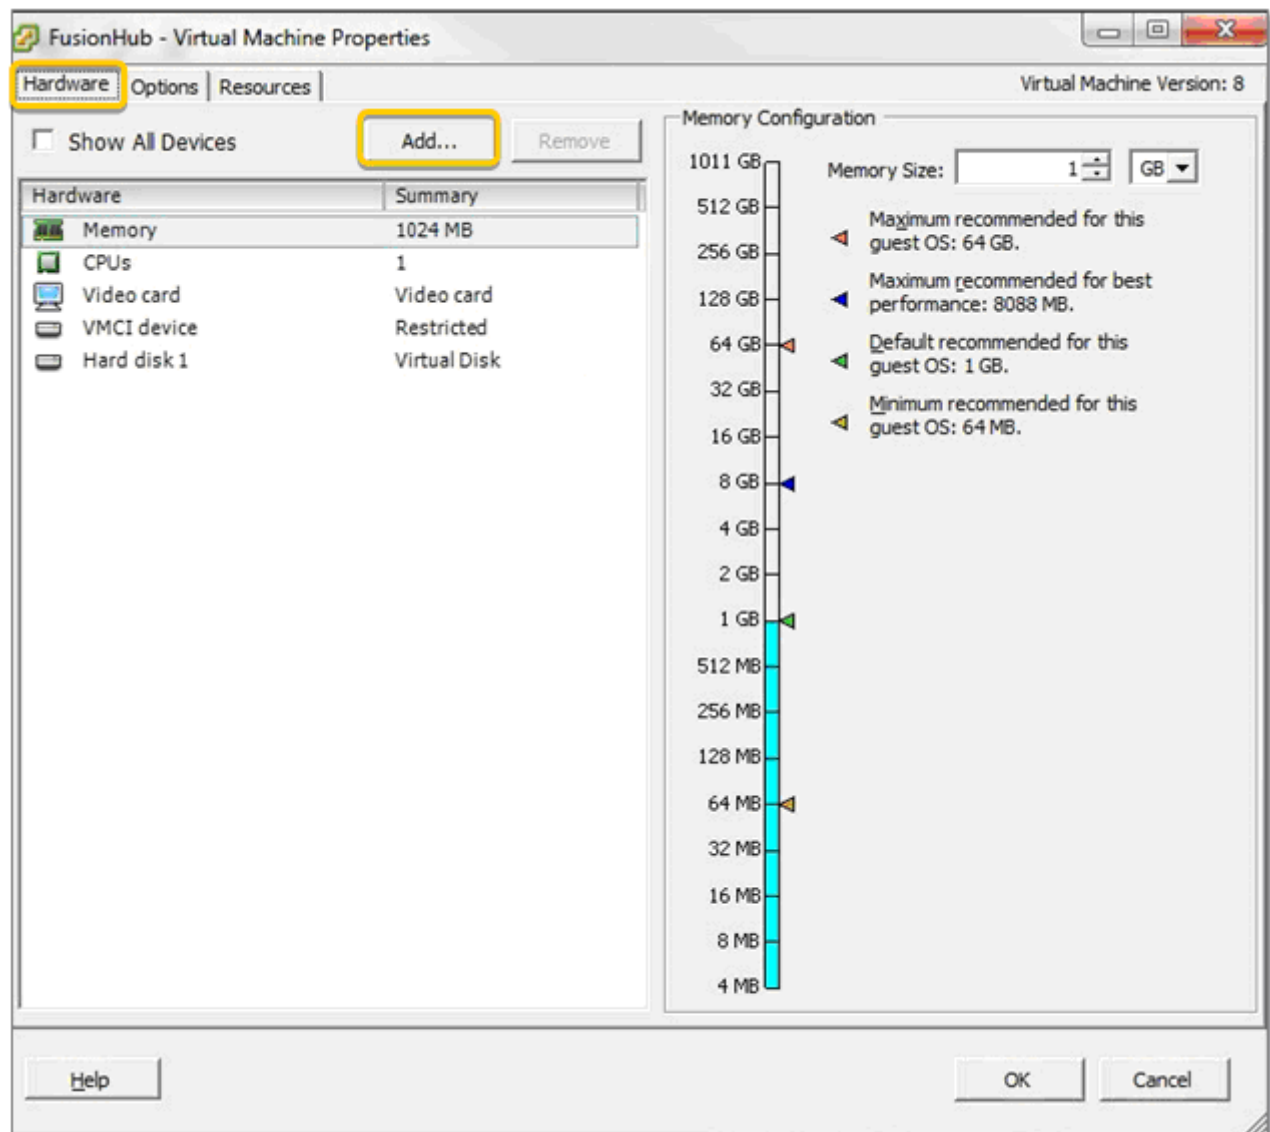 FusionHub - Virtual Machine Properties
Hardware Options Resources
Virtual Machine Version: 8
Show All Devices
Add...
Remove
Hardware Summary
Memory 1024 MB
CPUs 1
Video card Video card
VMCI device Restricted
Hard disk 1 Virtual Disk
Memory Configuration
Memory Size: 1 GB
1011 GB
512 GB
256 GB
128 GB
64 GB
32 GB
16 GB
8 GB
4 GB
2 GB
1 GB
512 MB
256 MB
128 MB
64 MB
32 MB
16 MB
8 MB
4 MB
Maximum recommended for this
guest OS: 64 GB.
Maximum recommended for best
performance: 8088 MB.
Default recommended for this
guest OS: 1 GB.
Minimum recommended for this
guest OS: 64 MB.
Help
OK
Cancel